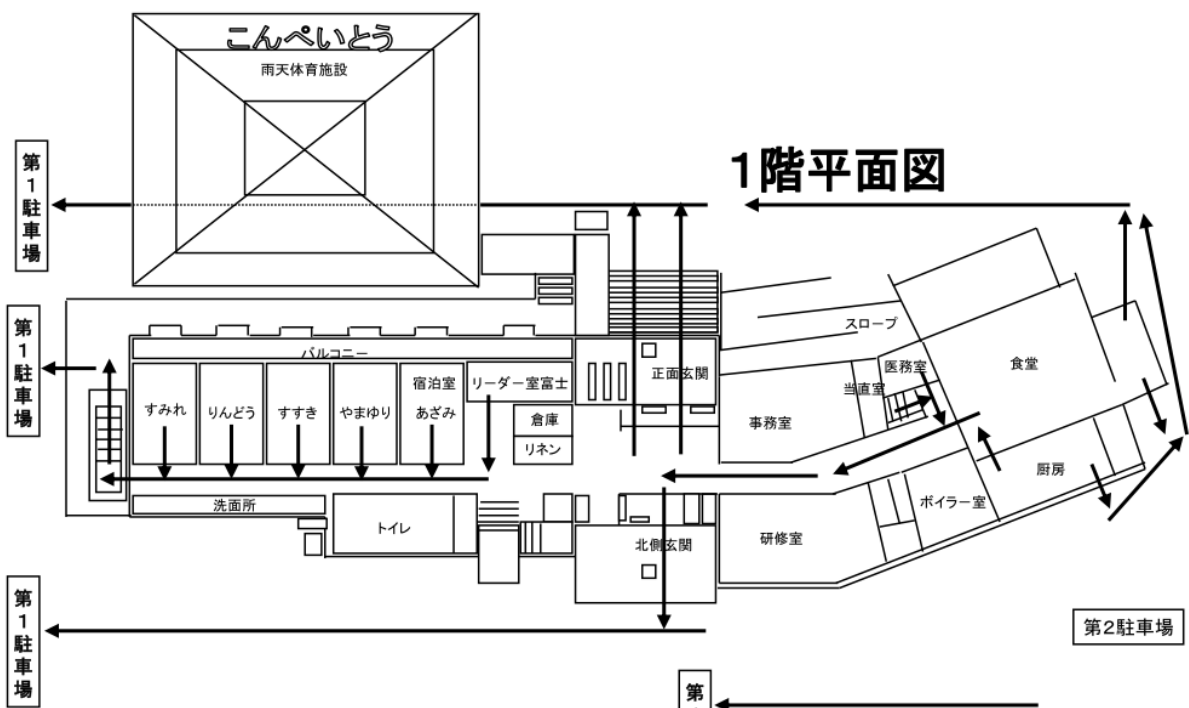 こんぺいとう
雨天体育施設
1階平面図
第1駐車場
第1駐車場
スロープ
バルコニー
医務室
食堂
正面玄関
当直室
宿泊室
リーダー室富士
すみれ
りんどう
すすき
やまゆり
あざみ
倉庫
事務室
リネン
厨房
洗面所
ボイラー室
トイレ
北側玄関
研修室
第1駐車場
第2駐車場
第